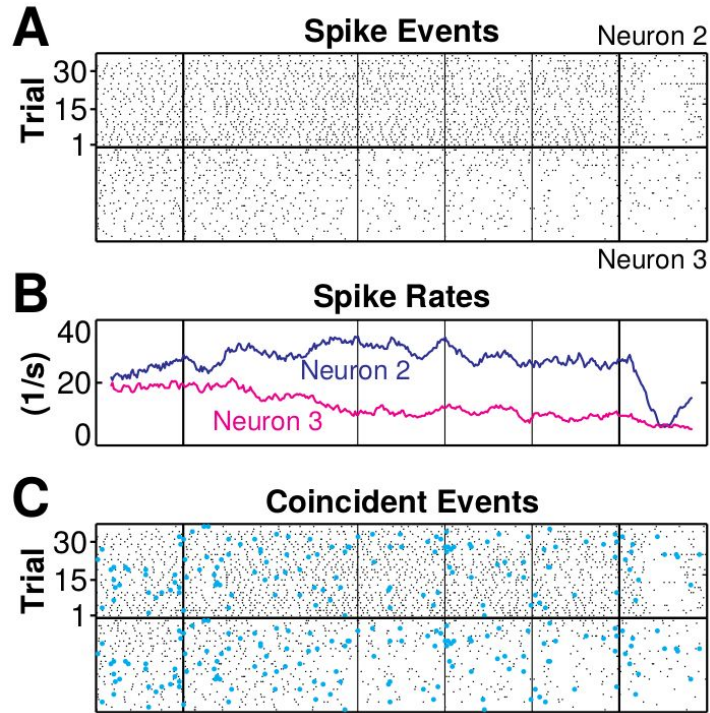 A
Spike Events
Neuron 2
Trial
30
15
1
Neuron 3
B
Spike Rates
(1/s)
40
20
0
Neuron 2
Neuron 3
C
Coincident Events
Trial
30
15
1